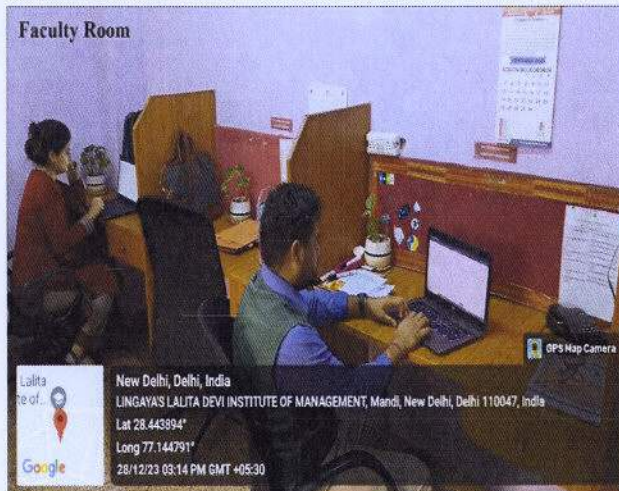 Faculty Room
GPS Map Camera
Lalita
te of...
Google
New Delhi, Delhi, India
LINGAYA'S LALITA DEVI INSTITUTE OF MANAGEMENT, Mandi, New Delhi, Delhi 110047, India
Lat 28.443894°
Long 77.144791°
28/12/23 03:14 PM GMT +05:30